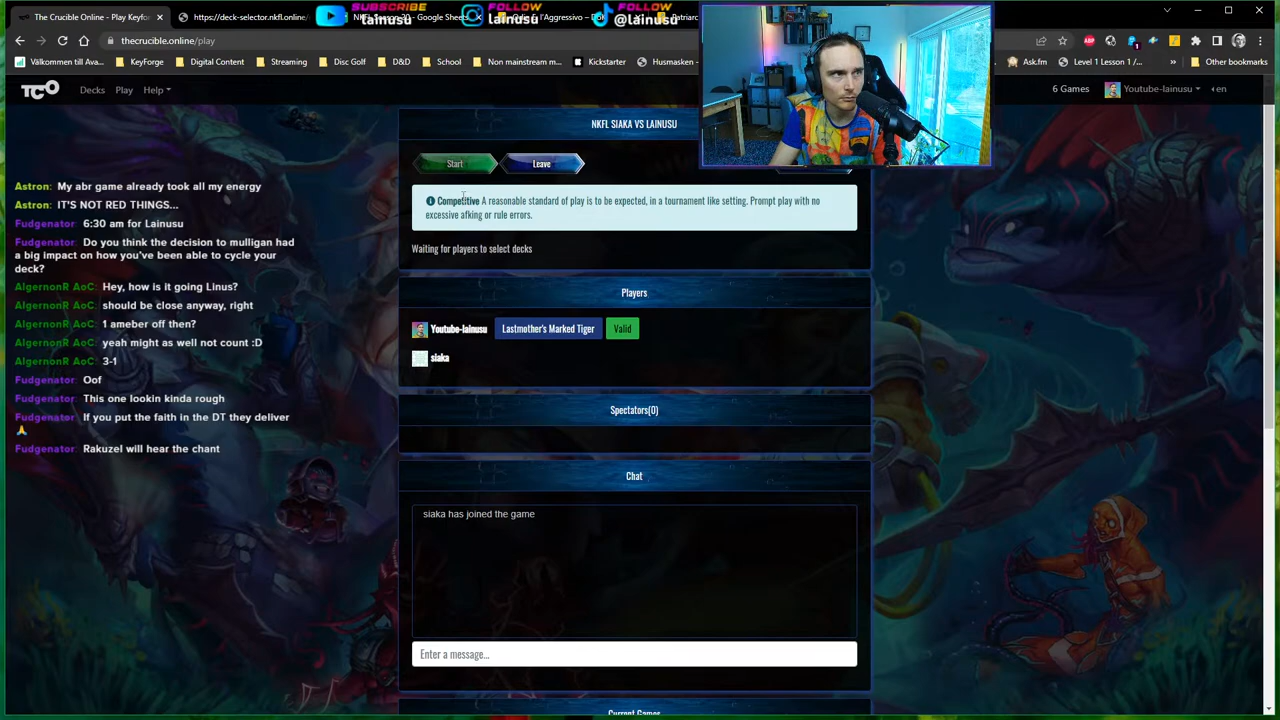 The Crucible Online - Play Keyfor
https://deck-selector.nkfl.online/
SUBSCRIBE
lainusu
FOLLOW
lainusu
FOLLOW
@lainusu
thecrucible.online/play
Välkommen till Ava...
KeyForge
Digital Content
Streaming
Disc Golf
D&D
School
Non mainstream m...
Kickstarter
Husmasken -
Ask.fm
Level 1 Lesson 1/...
»
Other bookmarks
TCO
Decks
Play
Help
6 Games
Youtube-lainusu
en
NKFL SIAKA VS LAINUSU
Start
Leave
Competitive A reasonable standard of play is to be expected, in a tournament like setting. Prompt play with no
excessive afking or rule errors.
Waiting for players to select decks
Players
Youtube-lainusu Lastmother's Marked Tiger Valid
siaka
Spectators(0)
Chat
siaka has joined the game
Enter a message...
Current Games
Astron: My abr game already took all my energy
Astron: IT'S NOT RED THINGS...
Fudgenator: 6:30 am for Lainusu
Fudgenator: Do you think the decision to mulligan had
a big impact on how you've been able to cycle your
deck?
AlgernonR AoC: Hey, how is it going Linus?
AlgernonR AoC: should be close anyway, right
AlgernonR AoC: 1 ameber off then?
AlgernonR AoC: yeah might as well not count :D
AlgernonR AoC: 3-1
Fudgenator: Oof
Fudgenator: This one lookin kinda rough
Fudgenator: If you put the faith in the DT they deliver
🙏
Fudgenator: Rakuzel will hear the chant